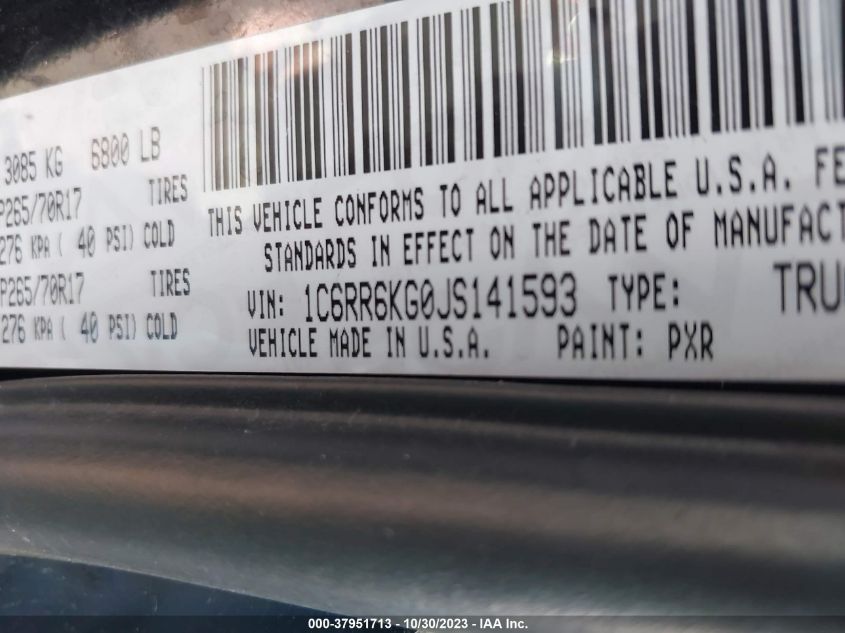 3085 KG 6800 LB
P265/70R17 TIRES
276 KPA ( 40 PSI) COLD
P265/70R17 TIRES
276 KPA ( 40 PSI) COLD
THIS VEHICLE CONFORMS TO ALL APPLICABLE U.S.A. FE
STANDARDS IN EFFECT ON THE DATE OF MANUFACT
VIN: 1C6RR6KG0JS141593 TYPE: TRU
VEHICLE MADE IN U.S.A. PAINT: PXR
000-37951713 - 10/30/2023 - IAA Inc.